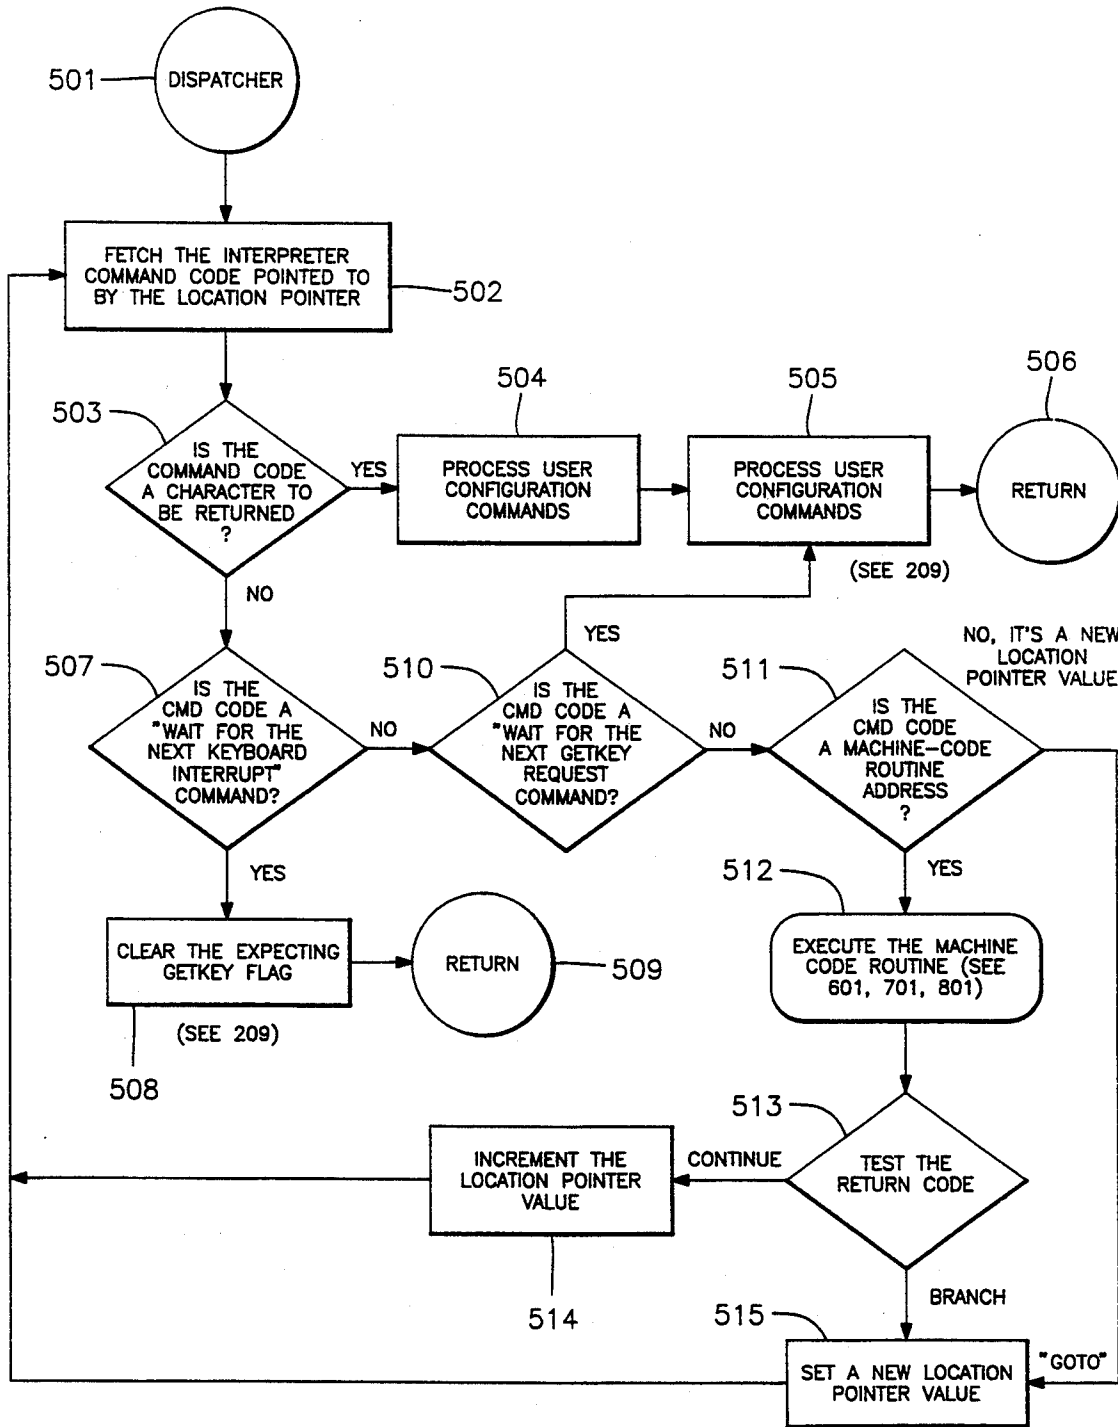 501
DISPATCHER
FETCH THE INTERPRETER
COMMAND CODE POINTED TO
BY THE LOCATION POINTER
502
503
IS THE
COMMAND CODE
A CHARACTER TO
BE RETURNED
?
YES
NO
504
PROCESS USER
CONFIGURATION
COMMANDS
505
PROCESS USER
CONFIGURATION
COMMANDS
(SEE 209)
506
RETURN
507
IS THE
CMD CODE A
"WAIT FOR THE
NEXT KEYBOARD
INTERRUPT"
COMMAND?
NO
YES
510
IS THE
CMD CODE A
"WAIT FOR THE
NEXT GETKEY
REQUEST
COMMAND?
YES
NO
511
IS THE
CMD CODE
A MACHINE-CODE
ROUTINE
ADDRESS
?
NO, IT'S A NEW
LOCATION
POINTER VALUE
YES
CLEAR THE EXPECTING
GETKEY FLAG
(SEE 209)
508
RETURN
509
512
EXECUTE THE MACHINE
CODE ROUTINE (SEE
601, 701, 801)
513
TEST THE
RETURN CODE
CONTINUE
INCREMENT THE
LOCATION POINTER
VALUE
514
BRANCH
515
SET A NEW LOCATION
POINTER VALUE
"GOTO"